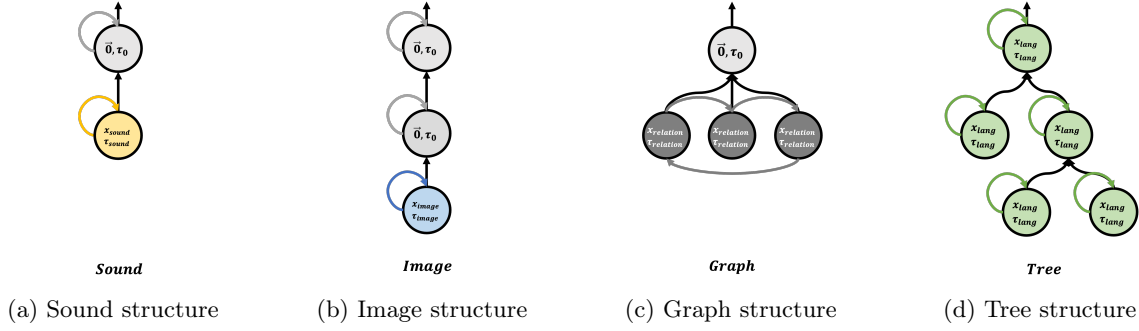 0⃗, τ₀
x_sound
τ_sound
Sound
(a) Sound structure
0⃗, τ₀
0⃗, τ₀
x_image
τ_image
Image
(b) Image structure
0⃗, τ₀
x_relation
τ_relation
x_relation
τ_relation
x_relation
τ_relation
Graph
(c) Graph structure
x_lang
τ_lang
x_lang
τ_lang
x_lang
τ_lang
x_lang
τ_lang
x_lang
τ_lang
Tree
(d) Tree structure